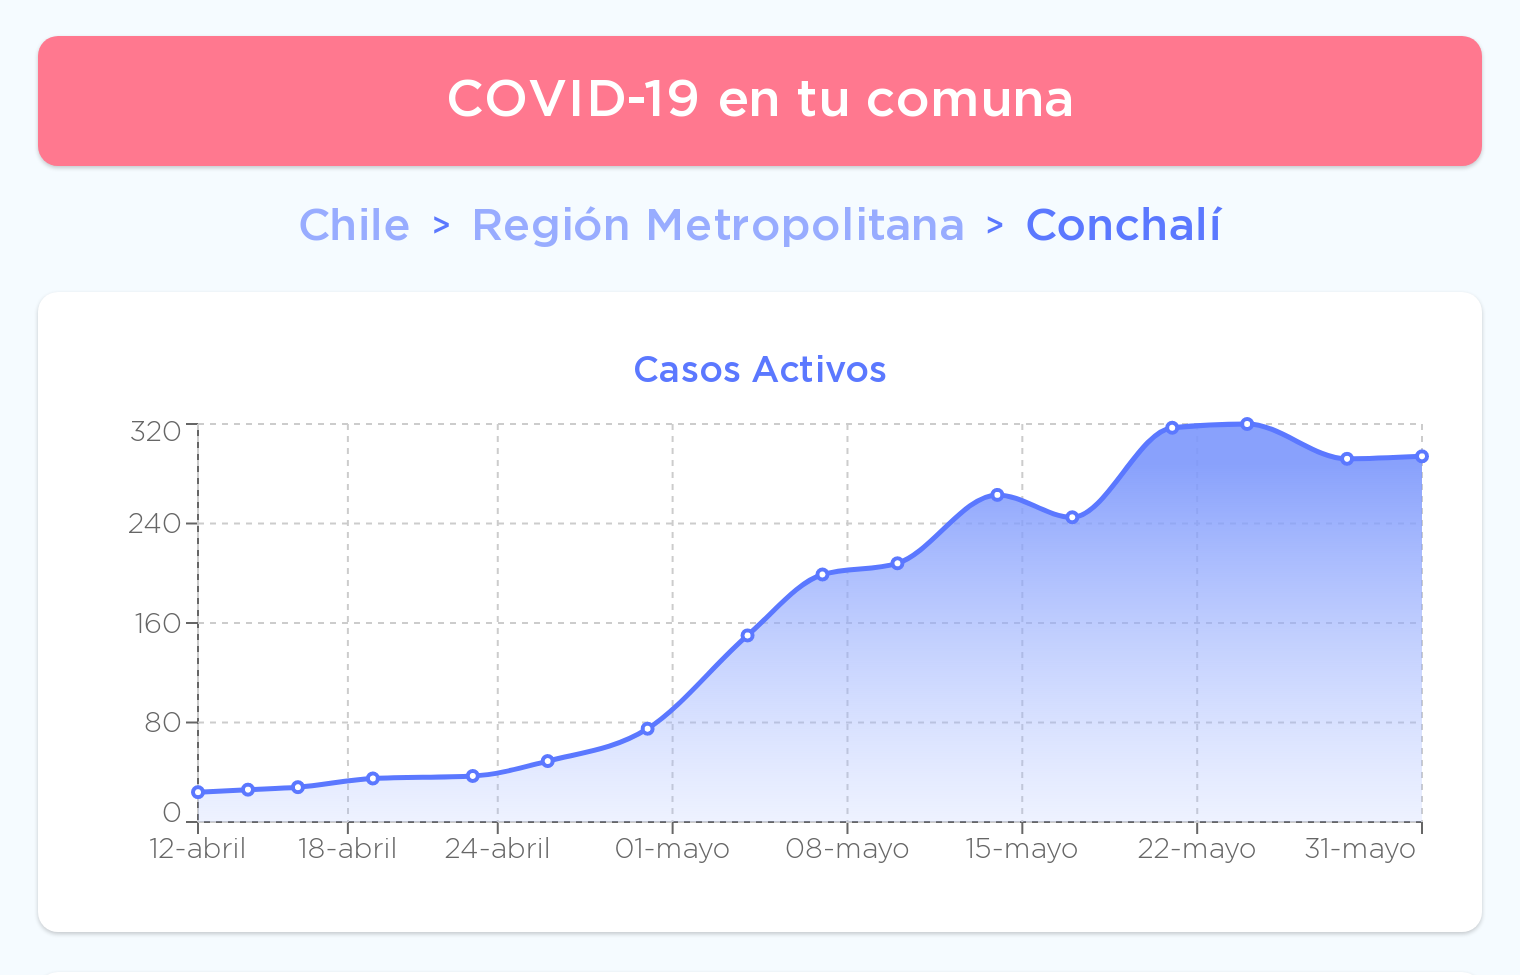 COVID-19 en tu comuna
Chile > Región Metropolitana > Conchalí
Casos Activos
320
240
160
80
0
12-abril 18-abril 24-abril 01-mayo 08-mayo 15-mayo 22-mayo 31-mayo